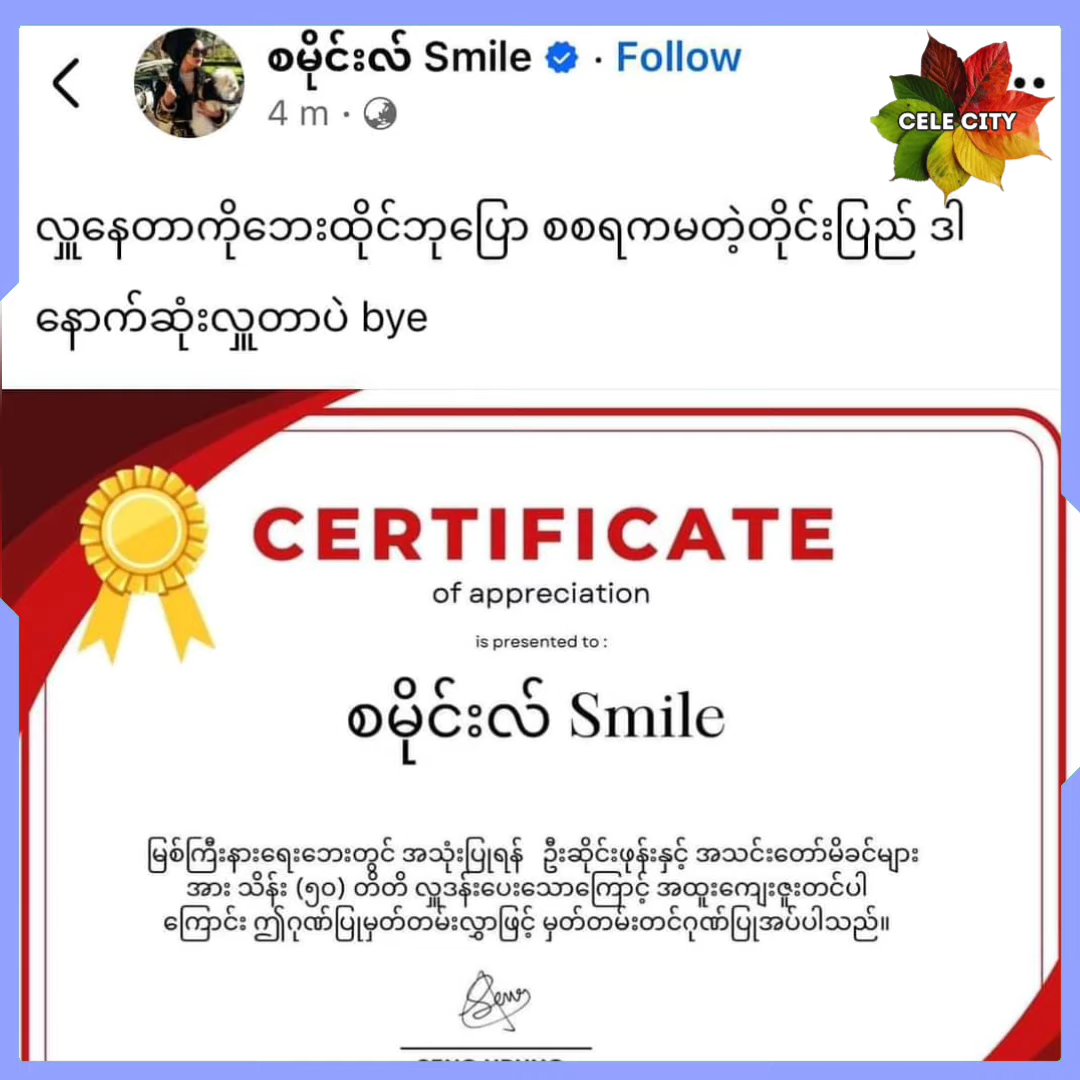 စမိုင်းလ် Smile · Follow
4 m ·
CELE CITY
လှူနေတာကိုဘေးထိုင်ဘုပြော စစရကမတဲ့တိုင်းပြည် ဒါ
နောက်ဆုံးလှူတာပဲ bye
CERTIFICATE
of appreciation
is presented to :
စမိုင်းလ် Smile
မြစ်ကြီးနားရေးဘေးတွင် အသုံးပြုရန် ဦးဆိုင်းဖုန်းနှင့် အသင်းတော်မိခင်များ
အား သိန်း (၅၀) တိတိ လှူဒန်းပေးသောကြောင့် အထူးကျေးဇူးတင်ပါ
ကြောင်း ဤဂုဏ်ပြုမှတ်တမ်းလွှာဖြင့် မှတ်တမ်းတင်ဂုဏ်ပြုအပ်ပါသည်။